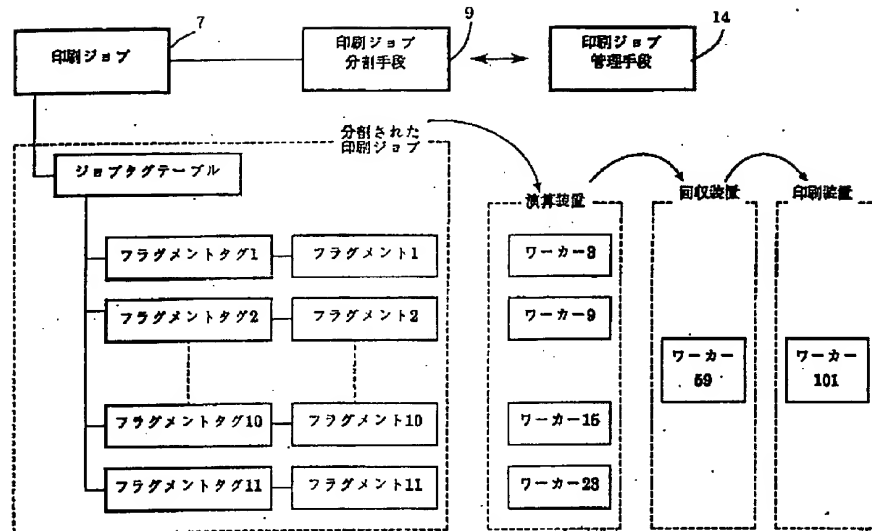 7
印刷ジョブ
9
印刷ジョブ
分割手段
14
印刷ジョブ
管理手段
分割された
印刷ジョブ
ジョブタグテーブル
演算装置
回収装置
印刷装置
フラグメントタグ1
フラグメント1
ワーカー8
フラグメントタグ2
フラグメント2
ワーカー9
ワーカー
59
ワーカー
101
フラグメントタグ10
フラグメント10
ワーカー15
フラグメントタグ11
フラグメント11
ワーカー23